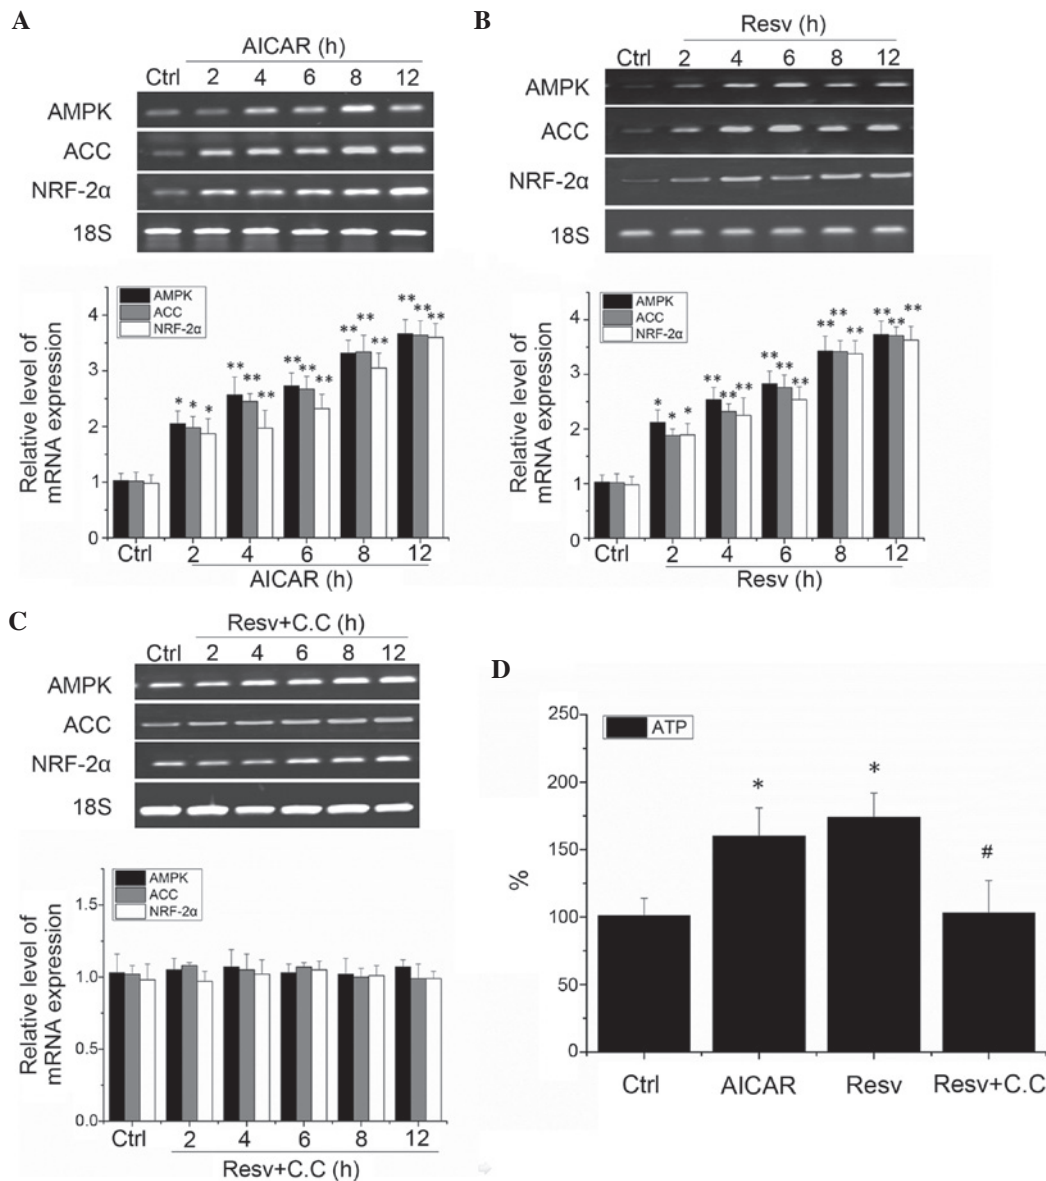 A
AICAR (h)
Ctrl 2 4 6 8 12
AMPK
ACC
NRF-2α
18S
AMPK
ACC
NRF-2α
Relative level of
mRNA expression
4
3
2
1
0
* * *
** ** **
** ** **
** ** **
** ** **
Ctrl 2 4 6 8 12
AICAR (h)
B
Resv (h)
Ctrl 2 4 6 8 12
AMPK
ACC
NRF-2α
18S
AMPK
ACC
NRF-2α
Relative level of
mRNA expression
4
3
2
1
0
* * *
** ** **
** ** **
** ** **
** ** **
Ctrl 2 4 6 8 12
Resv (h)
C
Resv+C.C (h)
Ctrl 2 4 6 8 12
AMPK
ACC
NRF-2α
18S
AMPK
ACC
NRF-2α
Relative level of
mRNA expression
1.5
1.0
0.5
0.0
Ctrl 2 4 6 8 12
Resv+C.C (h)
D
ATP
%
250
200
150
100
50
0
* * #
Ctrl AICAR Resv Resv+C.C